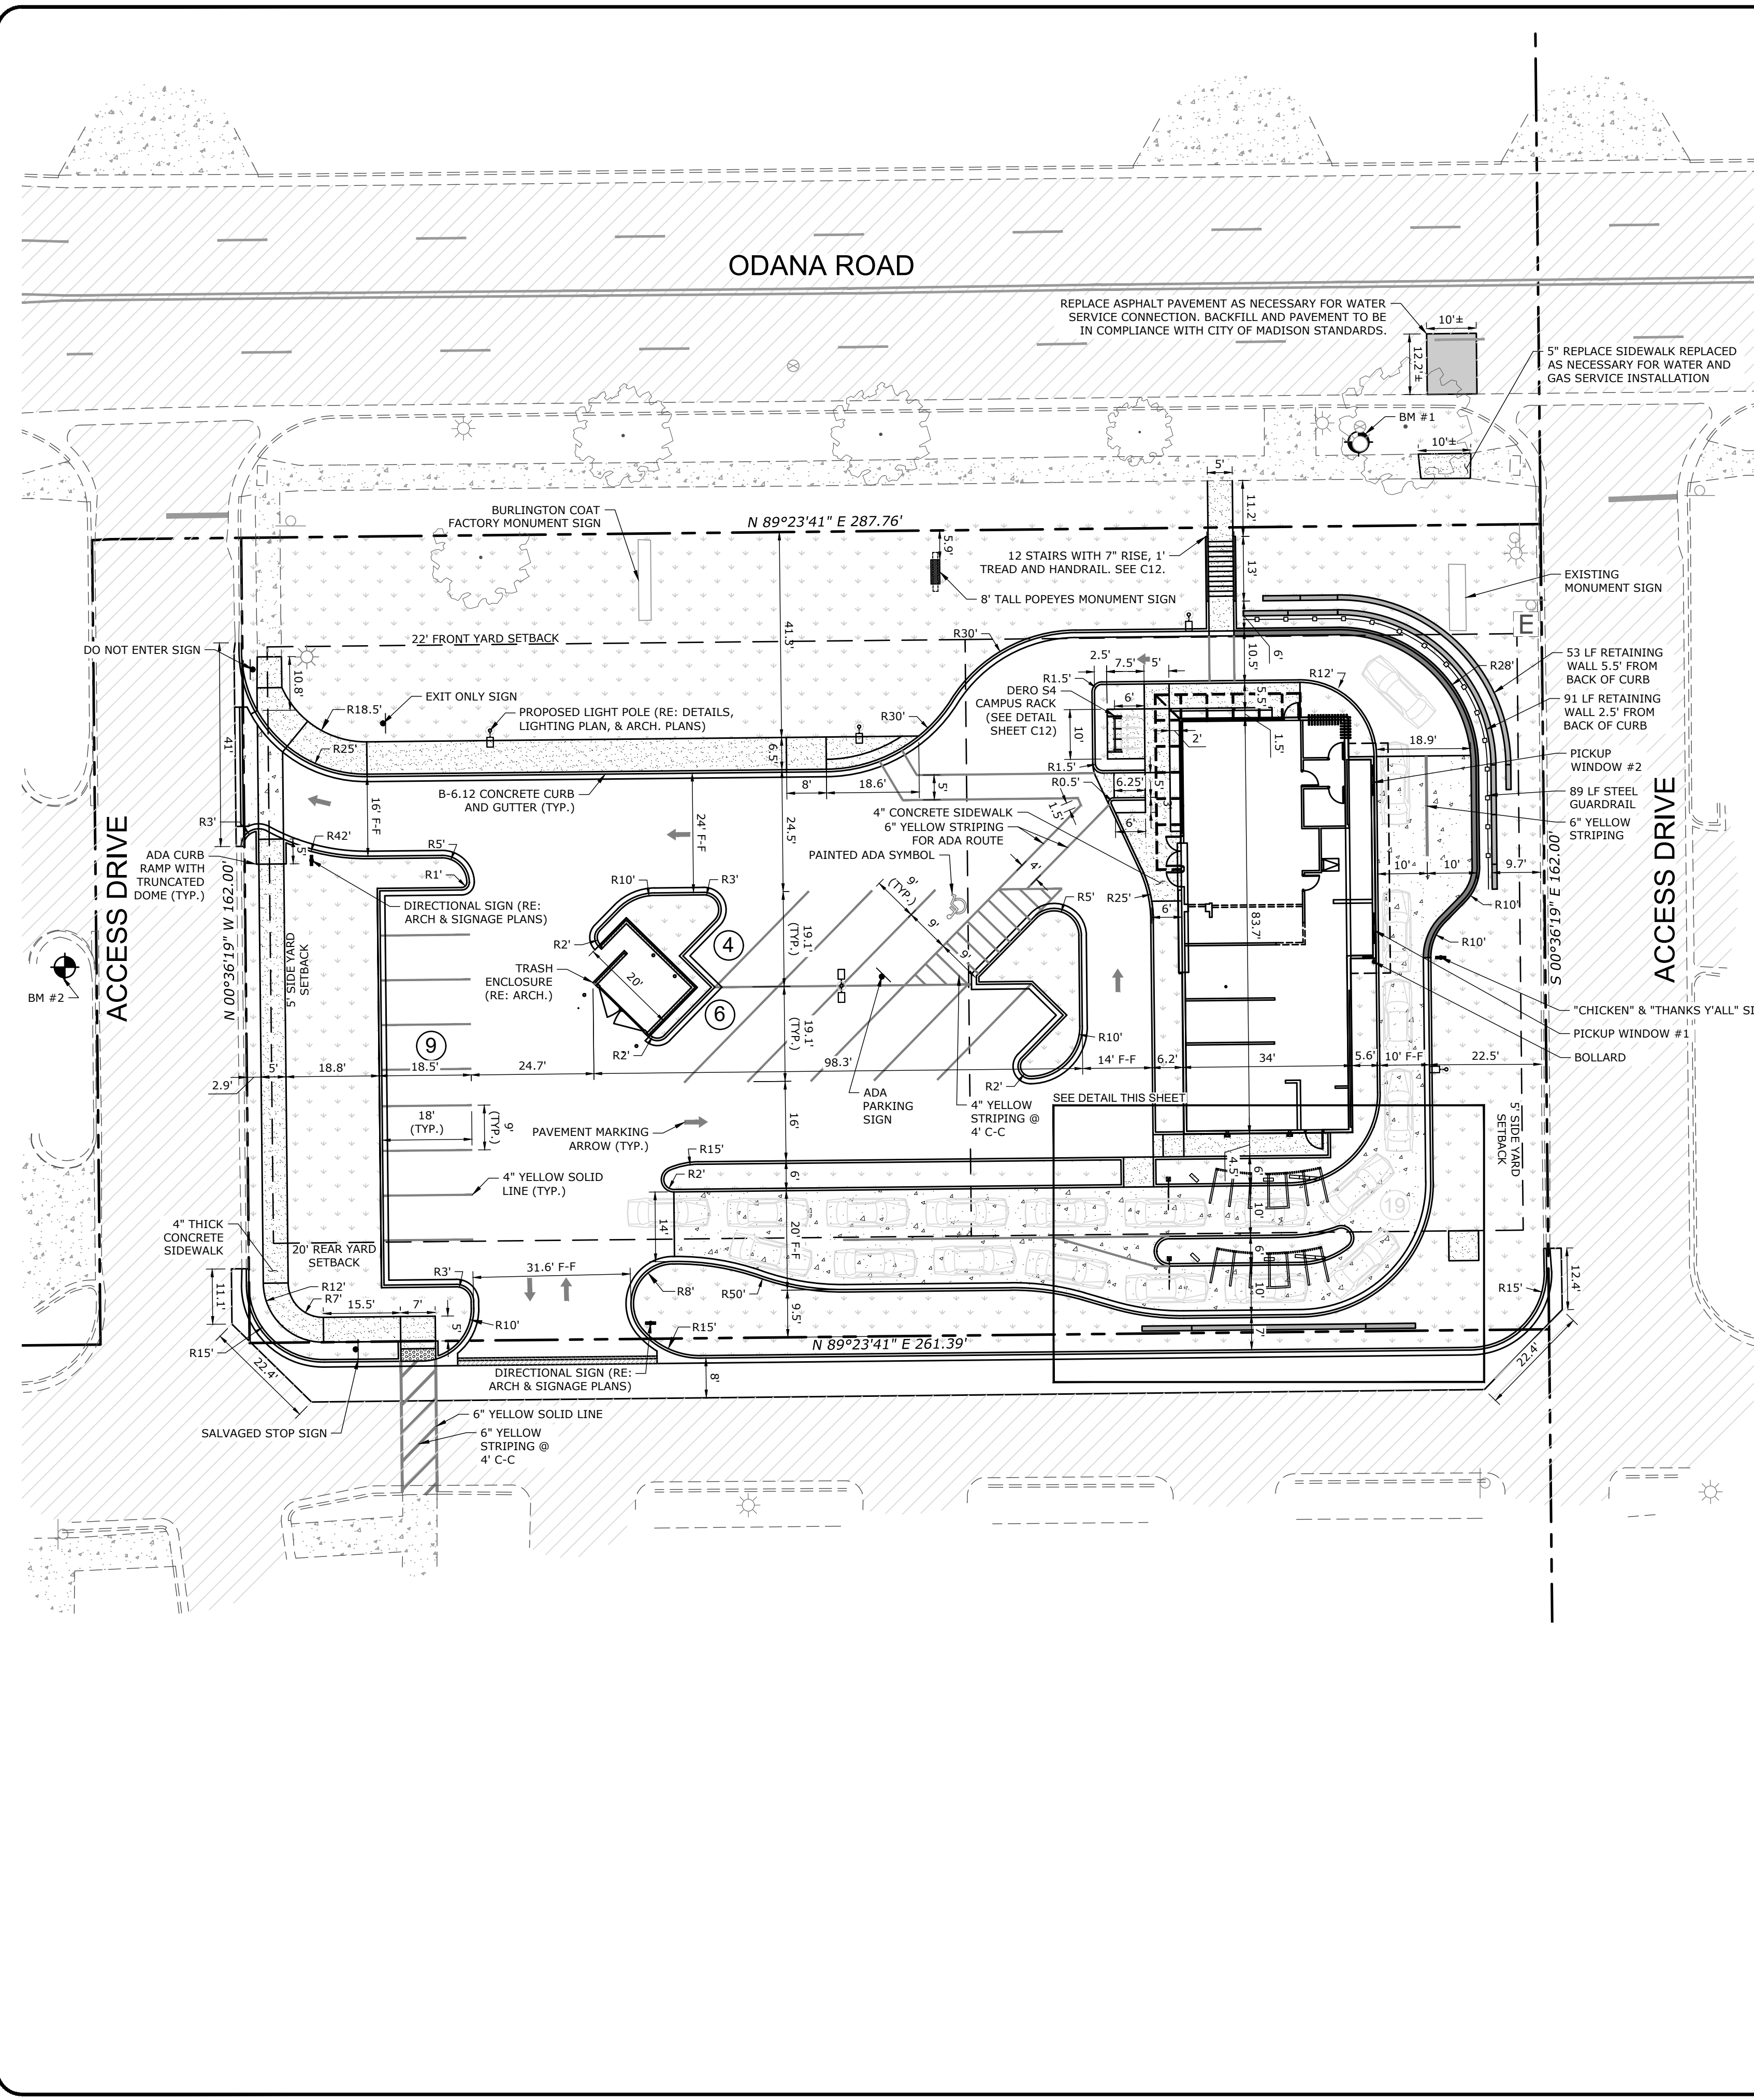 ODANA ROAD
REPLACE ASPHALT PAVEMENT AS NECESSARY FOR WATER
SERVICE CONNECTION. BACKFILL AND PAVEMENT TO BE
IN COMPLIANCE WITH CITY OF MADISON STANDARDS.
10'±
12.2'±
5" REPLACE SIDEWALK REPLACED
AS NECESSARY FOR WATER AND
GAS SERVICE INSTALLATION
BM #1
10'±
5'
11.2'
BURLINGTON COAT
FACTORY MONUMENT SIGN
N 89°23'41" E 287.76'
5.9'
12 STAIRS WITH 7" RISE, 1'
TREAD AND HANDRAIL. SEE C12.
13'
8' TALL POPEYES MONUMENT SIGN
EXISTING
MONUMENT SIGN
E
22' FRONT YARD SETBACK
41.3'
R30'
DO NOT ENTER SIGN
10.8'
EXIT ONLY SIGN
R18.5'
PROPOSED LIGHT POLE (RE: DETAILS,
LIGHTING PLAN, & ARCH. PLANS)
R30'
2.5'
7.5'
5'
10.5'
6'
R1.5'
DERO S4
CAMPUS RACK
(SEE DETAIL
SHEET C12)
6'
10'
5.5'
R12'
R28'
53 LF RETAINING
WALL 5.5' FROM
BACK OF CURB
91 LF RETAINING
WALL 2.5' FROM
BACK OF CURB
41'
R25'
6.5'
2'
1.5'
18.9'
PICKUP
WINDOW #2
R1.5'
R0.5'
6.25'
8'
18.6'
5'
B-6.12 CONCRETE CURB
AND GUTTER (TYP.)
16' F-F
24' F-F
24.5'
4" CONCRETE SIDEWALK
6" YELLOW STRIPING
FOR ADA ROUTE
PAINTED ADA SYMBOL
1.5'
5'
3'
6'
89 LF STEEL
GUARDRAIL
6" YELLOW
STRIPING
R3'
R42'
5'
R5'
R1'
ADA CURB
RAMP WITH
TRUNCATED
DOME (TYP.)
DIRECTIONAL SIGN (RE:
ARCH & SIGNAGE PLANS)
R10'
R3'
9'
(TYP.)
9'
9'
4'
R5'
R25'
6'
10'
10'
9.7'
R10'
ACCESS DRIVE
N 00°36'19" W 162.00'
5' SIDE YARD
SETBACK
R2'
TRASH
ENCLOSURE
(RE: ARCH.)
20'
4
6
19.1'
(TYP.)
83.7'
R10'
S 00°36'19" E 162.00'
ACCESS DRIVE
BM #2
"CHICKEN" & "THANKS Y'ALL" SI
PICKUP WINDOW #1
BOLLARD
9
R2'
19.1'
(TYP.)
R10'
2.9'
5'
18.8'
18.5'
24.7'
98.3'
14' F-F
6.2'
34'
5.6'
10' F-F
22.5'
R2'
ADA
PARKING
SIGN
4" YELLOW
STRIPING @
4' C-C
SEE DETAIL THIS SHEET
18'
(TYP.)
9'
(TYP.)
PAVEMENT MARKING
ARROW (TYP.)
16'
5' SIDE YARD
SETBACK
R15'
R2'
6'
4.5'
6'
4" YELLOW SOLID
LINE (TYP.)
14'
20' F-F
10'
19
4" THICK
CONCRETE
SIDEWALK
20' REAR YARD
SETBACK
6'
R3'
31.6' F-F
R8'
R50'
9.5'
10'
R15'
12.4'
11.1'
R12'
R7'
15.5'
7'
5'
R10'
R15'
R15'
7'
N 89°23'41" E 261.39'
22.4'
22.4'
DIRECTIONAL SIGN (RE:
ARCH & SIGNAGE PLANS)
8'
SALVAGED STOP SIGN
6" YELLOW SOLID LINE
6" YELLOW
STRIPING @
4' C-C